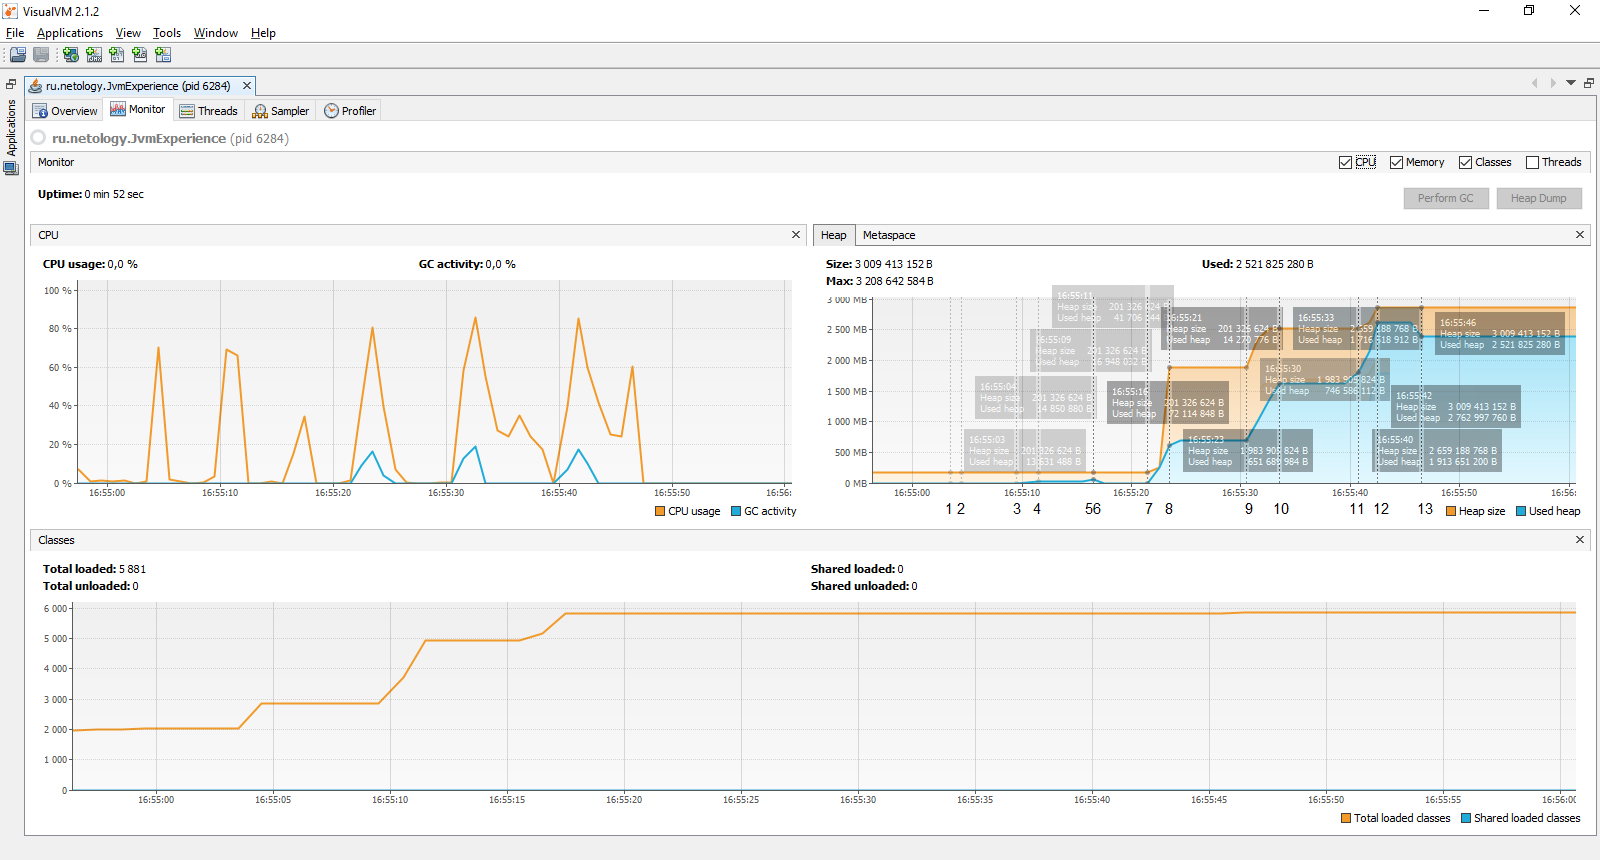 VisualVM 2.1.2
File Applications View Tools Window Help
Applications
ru.netology.JvmExperience (pid 6284)
Overview Monitor Threads Sampler Profiler
ru.netology.JvmExperience (pid 6284)
Monitor
CPU Memory Classes Threads
Uptime: 0 min 52 sec
Perform GC Heap Dump
CPU
CPU usage: 0,0 % GC activity: 0,0 %
100 %
80 %
60 %
40 %
20 %
0 %
16:55:00 16:55:10 16:55:20 16:55:30 16:55:40 16:55:50 16:56:
CPU usage GC activity
Heap Metaspace
Size: 3 009 413 152 B Used: 2 521 825 280 B
Max: 3 208 642 584 B
3 000 MB
2 500 MB
2 000 MB
1 500 MB
1 000 MB
500 MB
0 MB
16:55:03
Heap size 201 326 624 B
Used heap 13 631 488 B
16:55:04
Heap size 201 326 624 B
Used heap 14 850 880 B
16:55:09
Heap size 201 326 624 B
Used heap 16 948 032 B
16:55:11
Heap size 201 326 624 B
Used heap 41 706
16:55:16
Heap size 201 326 624 B
Used heap 72 114 848 B
16:55:21
Heap size 201 326 624 B
Used heap 14 270 776 B
16:55:23
Heap size 1 983 905 824 B
Used heap 651 689 984 B
16:55:30
Heap size 1 983 905 824 B
Used heap 746 586 112 B
16:55:33
Heap size 2 659 188 768 B
Used heap 1 716 518 912 B
16:55:40
Heap size 2 659 188 768 B
Used heap 1 913 651 200 B
16:55:42
Heap size 3 009 413 152 B
Used heap 2 762 997 760 B
16:55:46
Heap size 3 009 413 152 B
Used heap 2 521 825 280 B
16:55:00 16:55:10 16:55:20 16:55:30 16:55:40 16:55:50 16:56:
1 2 3 4 56 7 8 9 10 11 12 13
Heap size Used heap
Classes
Total loaded: 5 881 Shared loaded: 0
Total unloaded: 0 Shared unloaded: 0
6 000
5 000
4 000
3 000
2 000
1 000
0
16:55:00 16:55:05 16:55:10 16:55:15 16:55:20 16:55:25 16:55:30 16:55:35 16:55:40 16:55:45 16:55:50 16:55:55 16:56:00
Total loaded classes Shared loaded classes